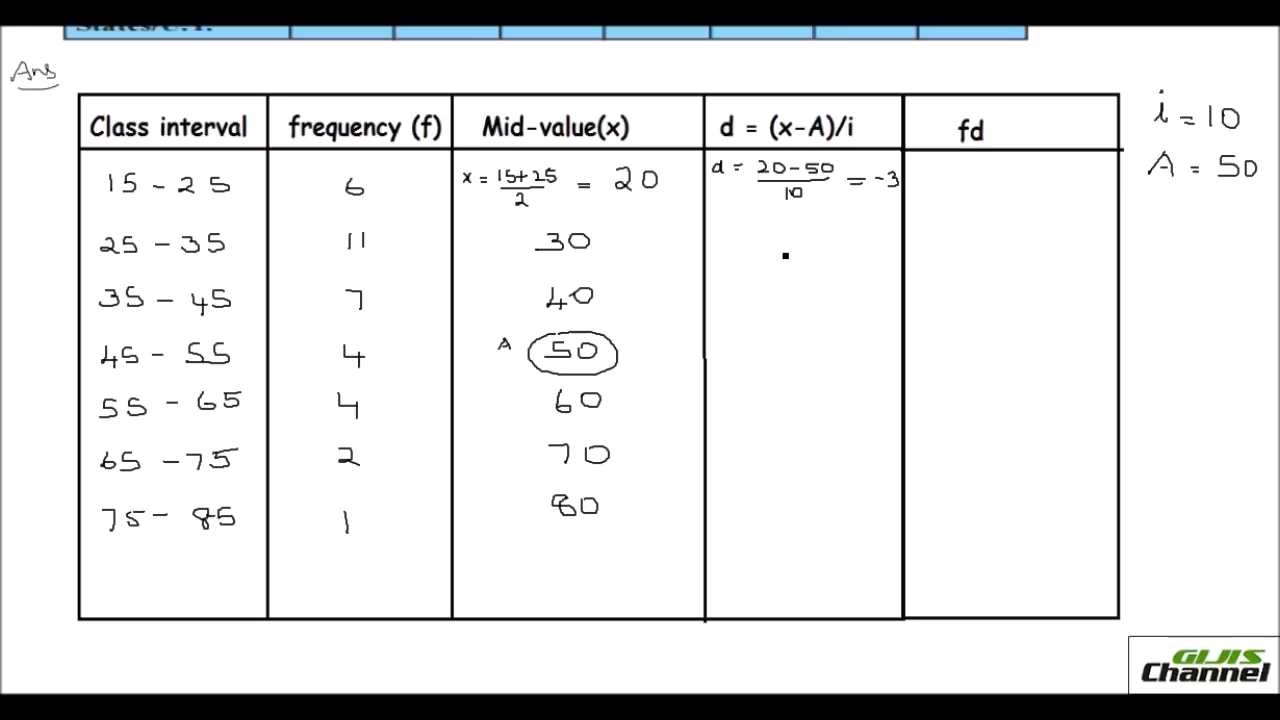 States/U.T.
Ans
Class interval frequency (f) Mid-value(x) d = (x-A)/i fd
i = 10
A = 50
15 - 25 6 x = 15+25/2 = 20 d = 20-50/10 = -3
25 - 35 11 30
35 - 45 7 40
45 - 55 4 A 50
55 - 65 4 60
65 - 75 2 70
75 - 85 1 80
GIJIS
Channel